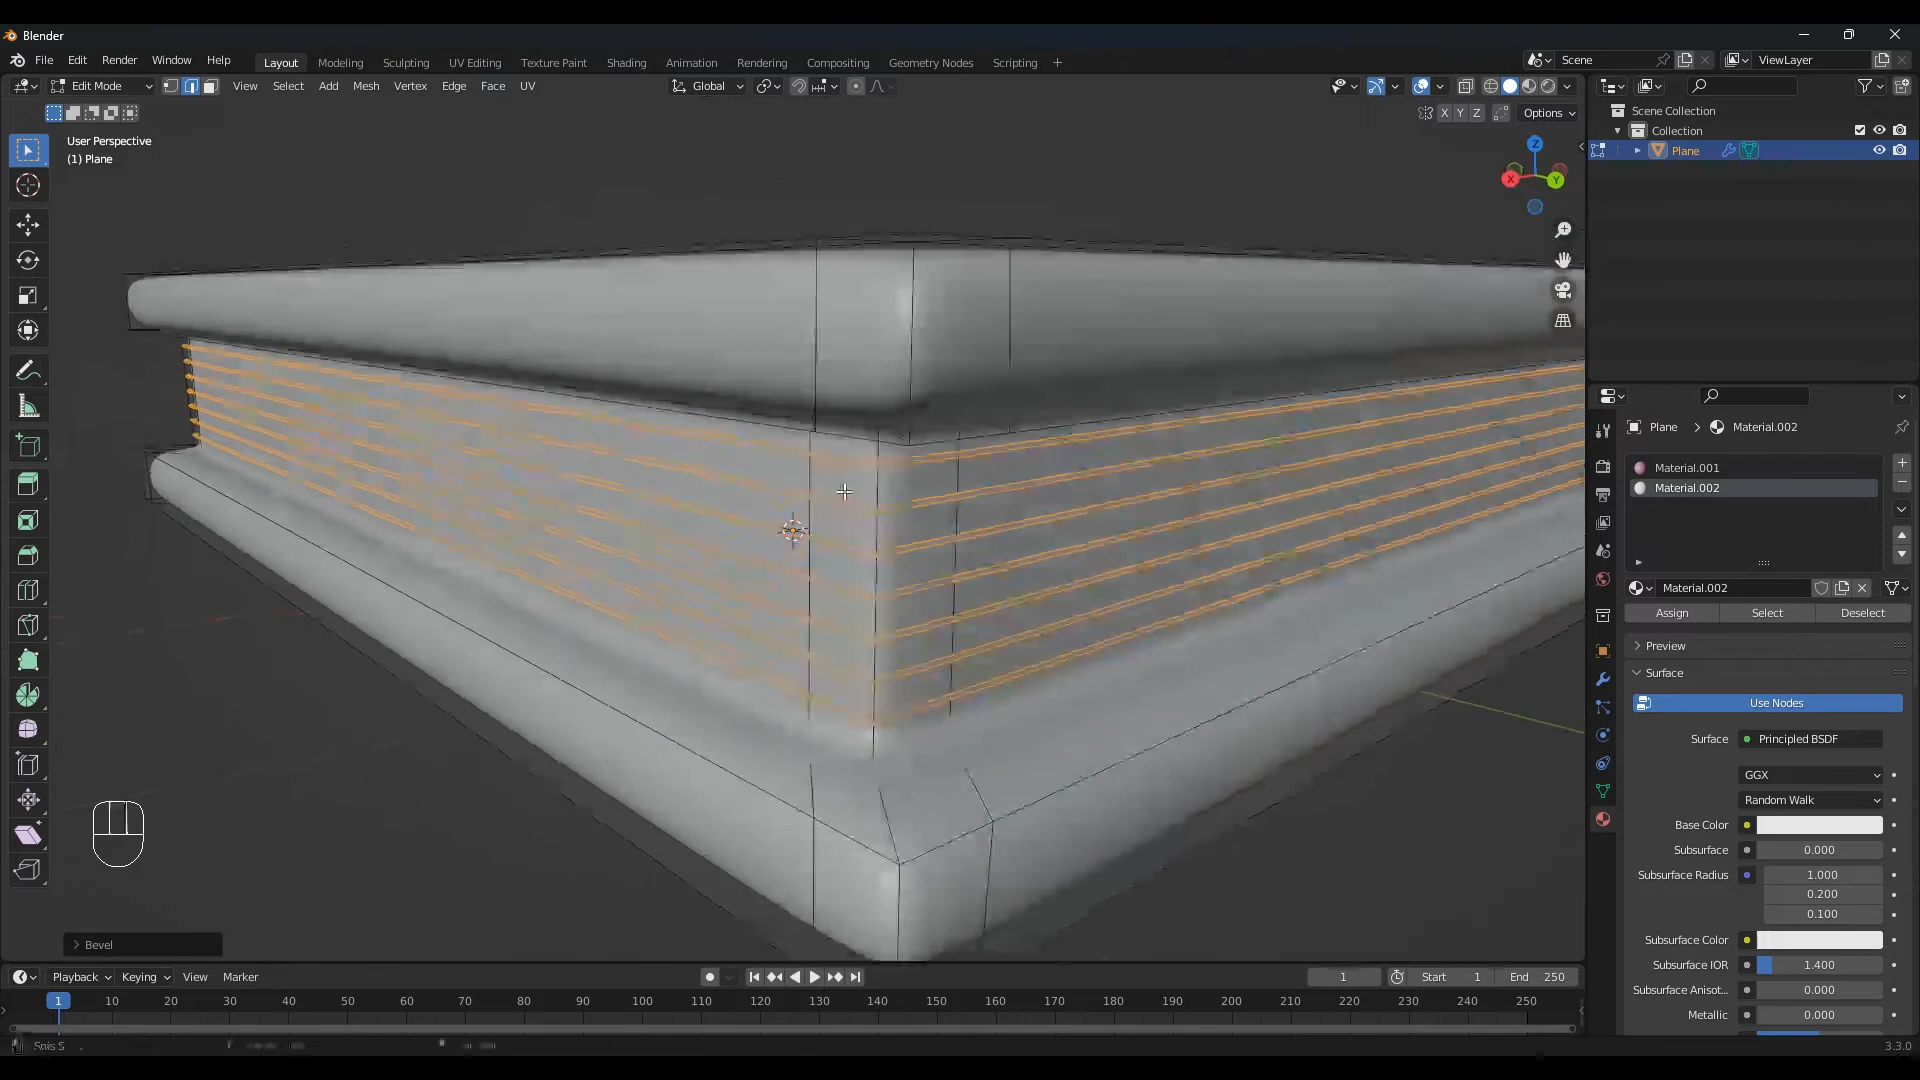 Blender
File Edit Render Window Help Layout Modeling Sculpting UV Editing Texture Paint Shading Animation Rendering Compositing Geometry Nodes Scripting + Scene ViewLayer
Edit Mode View Select Add Mesh Vertex Edge Face UV Global
X Y Z Options
User Perspective
(1) Plane
Z
X Y
Scene Collection
Collection
Plane
Plane > Material.002
Material.001
Material.002
Material.002
Assign Select Deselect
Preview
Surface
Use Nodes
Surface Principled BSDF
GGX
Random Walk
Base Color
Subsurface 0.000
Subsurface Radius 1.000
0.200
0.100
Subsurface Color
Subsurface IOR 1.400
Subsurface Anisot... 0.000
Metallic 0.000
Bevel
Playback Keying View Marker 1 Start 1 End 250
1 10 20 30 40 50 60 70 80 90 100 110 120 130 140 150 160 170 180 190 200 210 220 230 240 250
3.3.0